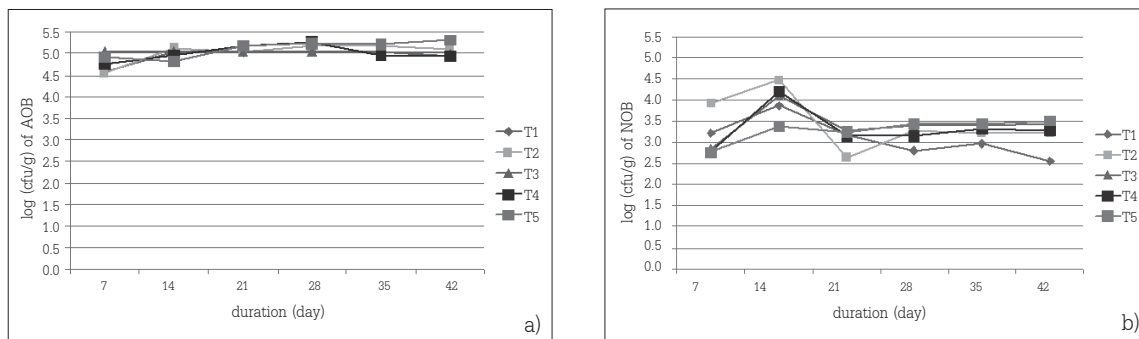 5.5
5.0
4.5
4.0
3.5
3.0
2.5
2.0
1.5
1.0
0.5
0.0
log (cfu/g) of AOB
7 14 21 28 35 42
duration (day)
T1
T2
T3
T4
T5
a)
5.5
5.0
4.5
4.0
3.5
3.0
2.5
2.0
1.5
1.0
0.5
0.0
log (cfu/g) of NOB
7 14 21 28 35 42
duration (day)
T1
T2
T3
T4
T5
b)